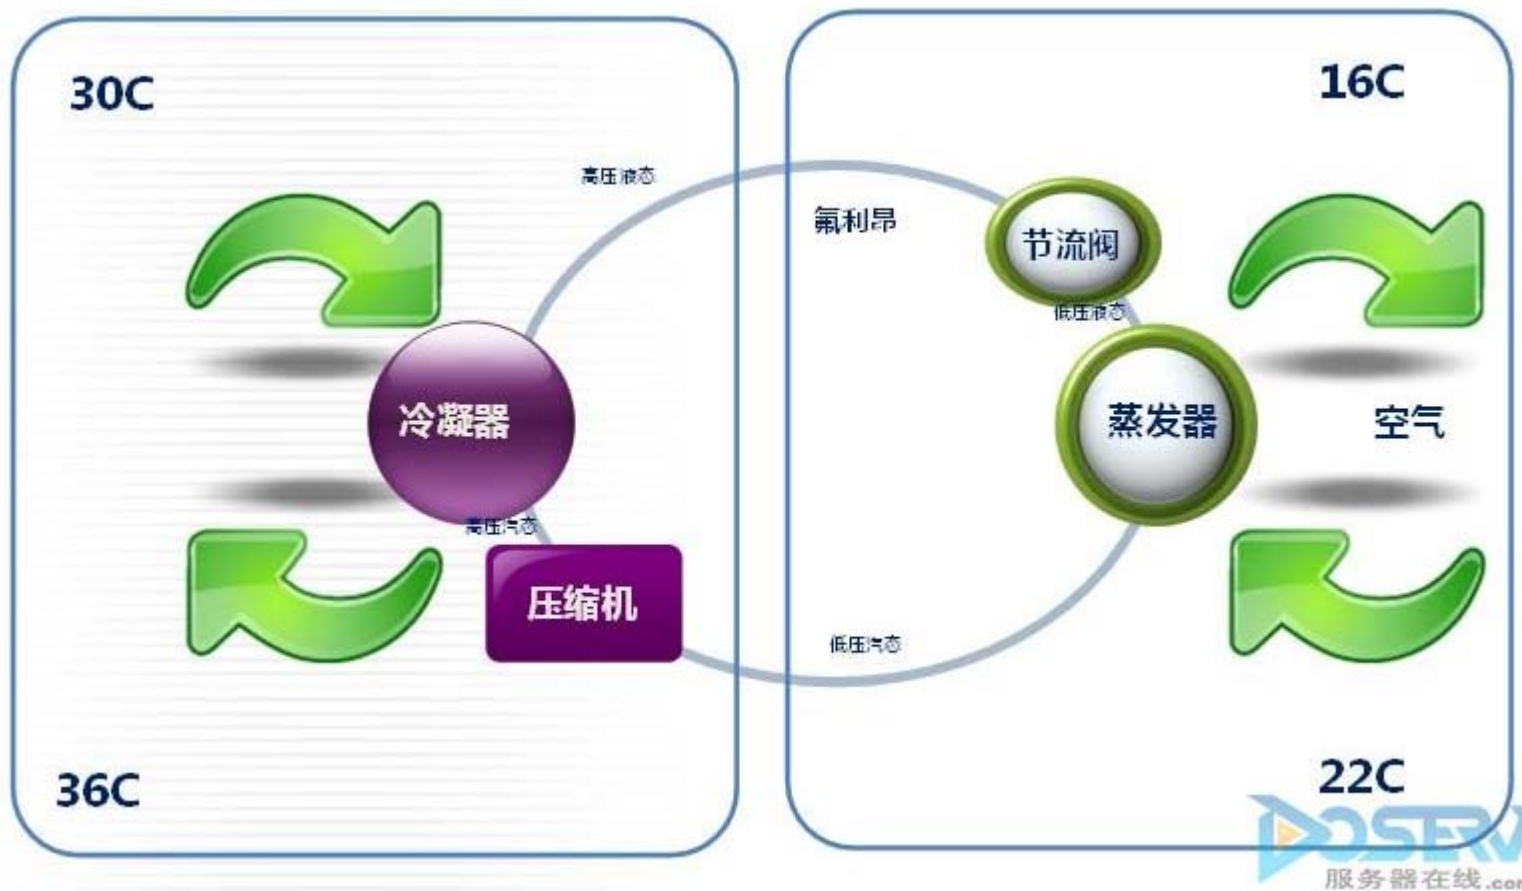 30C
16C
高压液态
氟利昂
节流阀
低压液态
冷凝器
蒸发器
空气
高压汽态
压缩机
低压汽态
36C
22C
DOSERV
服务器在线.com